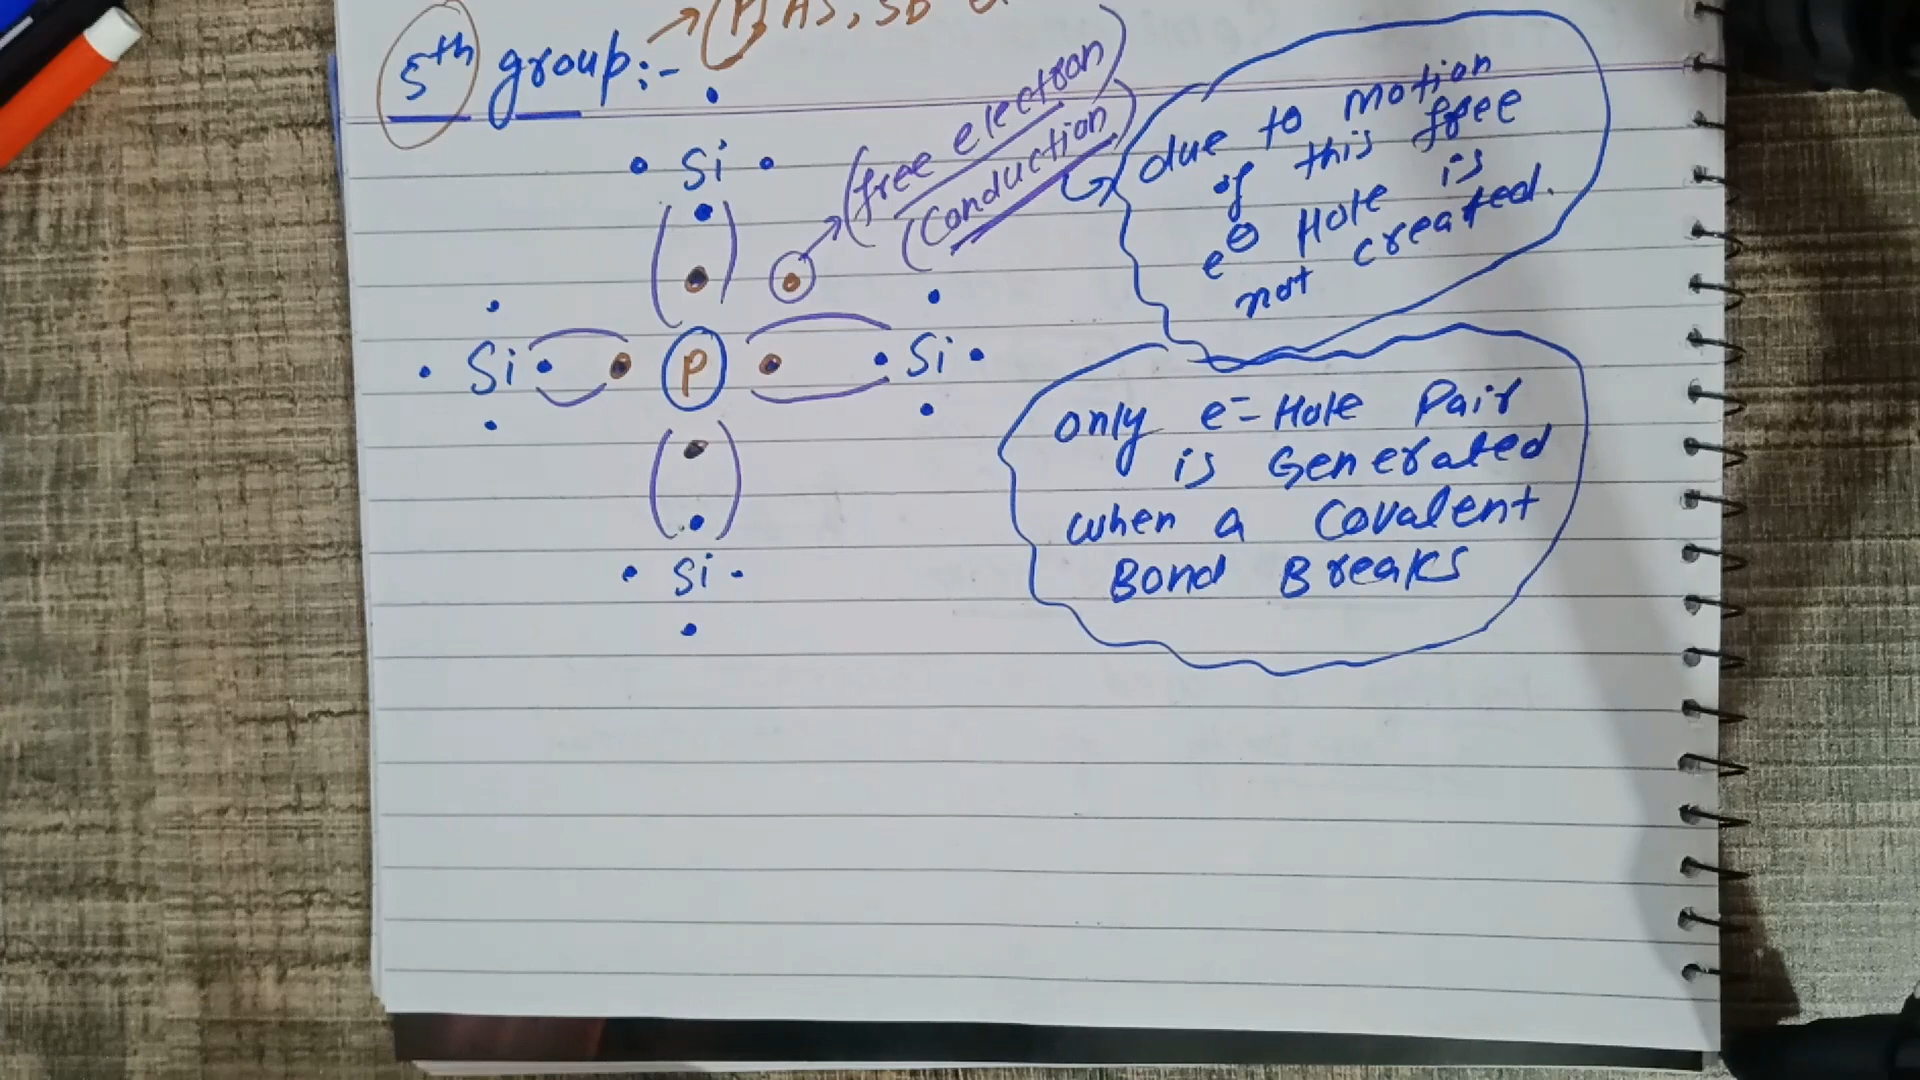 5th group:- → (P, As, Sb
(free electron)
(Conduction)
due to motion
of this free
e⊖ Hole is
not created.
Si
Si P Si
Si
only e- Hole Pair
is Generated
when a Covalent
Bond Breaks